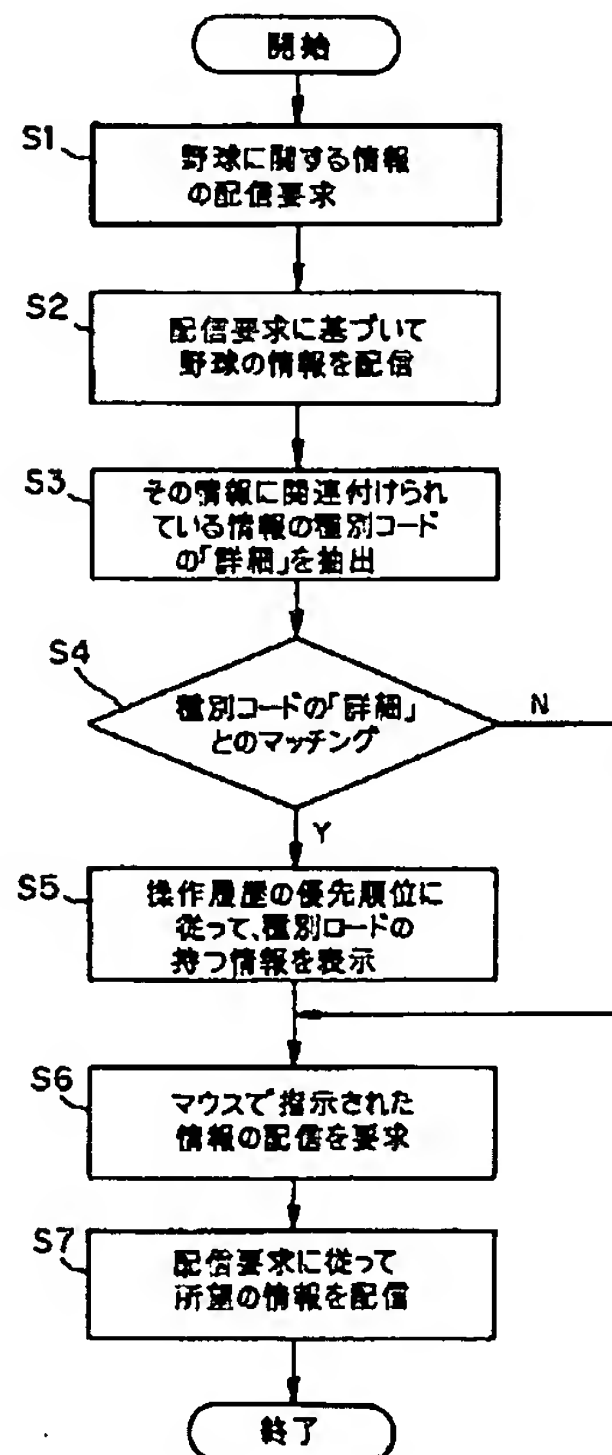 開始
S1
野球に関する情報
の配信要求
S2
配信要求に基づいて
野球の情報を配信
S3
その情報に関連付けられ
ている情報の種別コード
の「詳細」を抽出
S4
種別コードの「詳細」
とのマッチング
N
Y
S5
操作履歴の優先順位に
従って、種別コードの
持つ情報を表示
S6
マウスで指示された
情報の配信を要求
S7
配信要求に従って
所望の情報を配信
終了